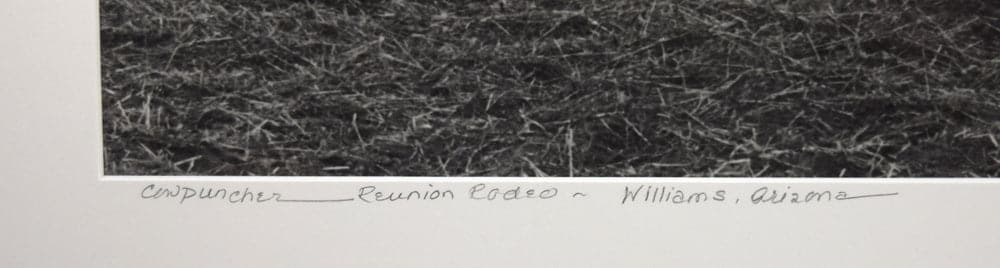 Cowpuncher Reunion Rodeo ~ Williams, Arizona